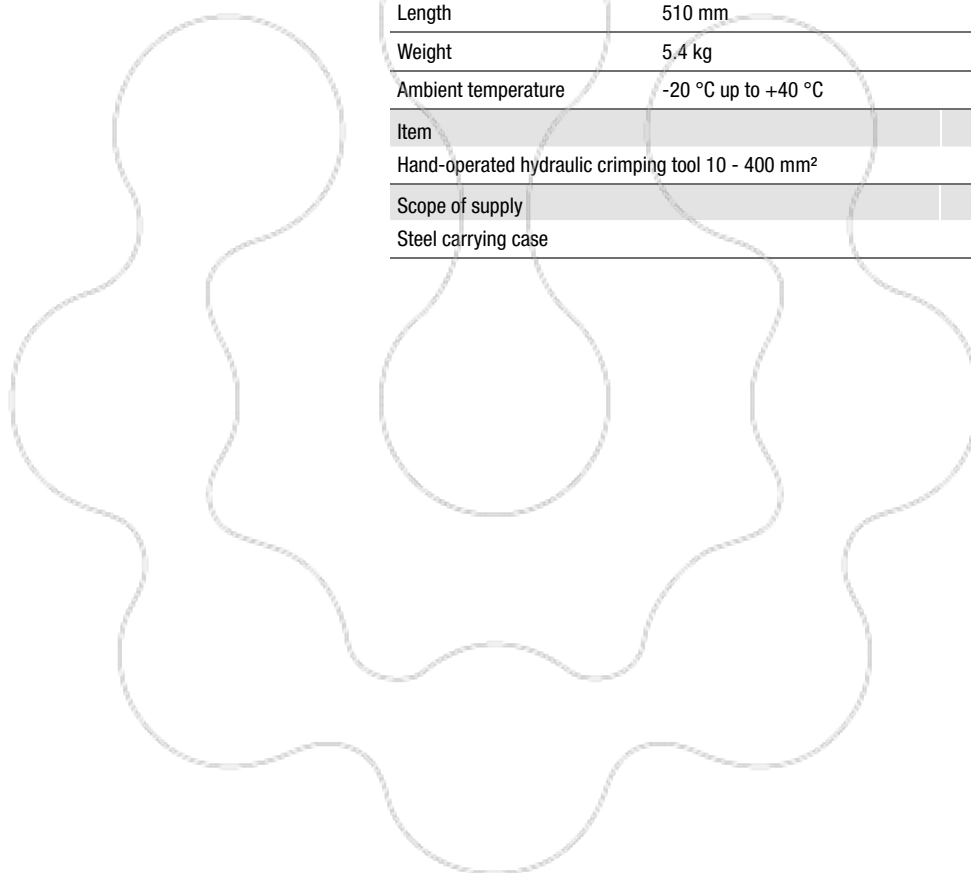 Length 510 mm
Weight 5.4 kg
Ambient temperature -20 °C up to +40 °C
Item
Hand-operated hydraulic crimping tool 10 - 400 mm²
Scope of supply
Steel carrying case